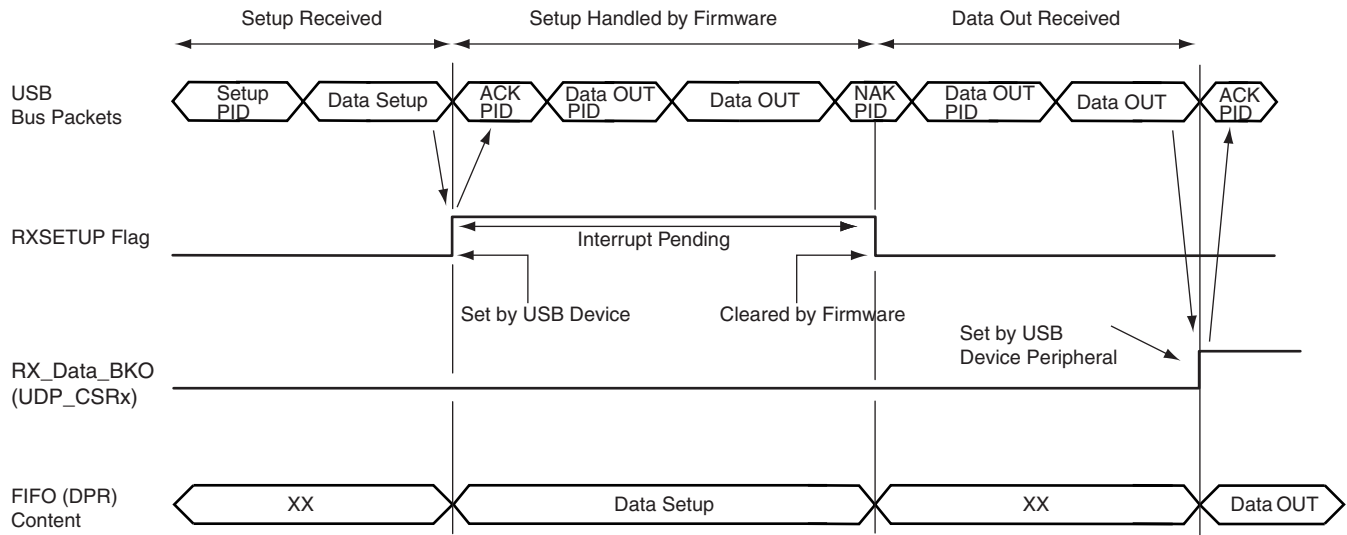 Setup Received
Setup Handled by Firmware
Data Out Received
USB
Bus Packets
Setup
PID
Data Setup
ACK
PID
Data OUT
PID
Data OUT
NAK
PID
Data OUT
PID
Data OUT
ACK
PID
RXSETUP Flag
Interrupt Pending
Set by USB Device
Cleared by Firmware
Set by USB
Device Peripheral
RX_Data_BKO
(UDP_CSRx)
FIFO (DPR)
Content
XX
Data Setup
XX
Data OUT